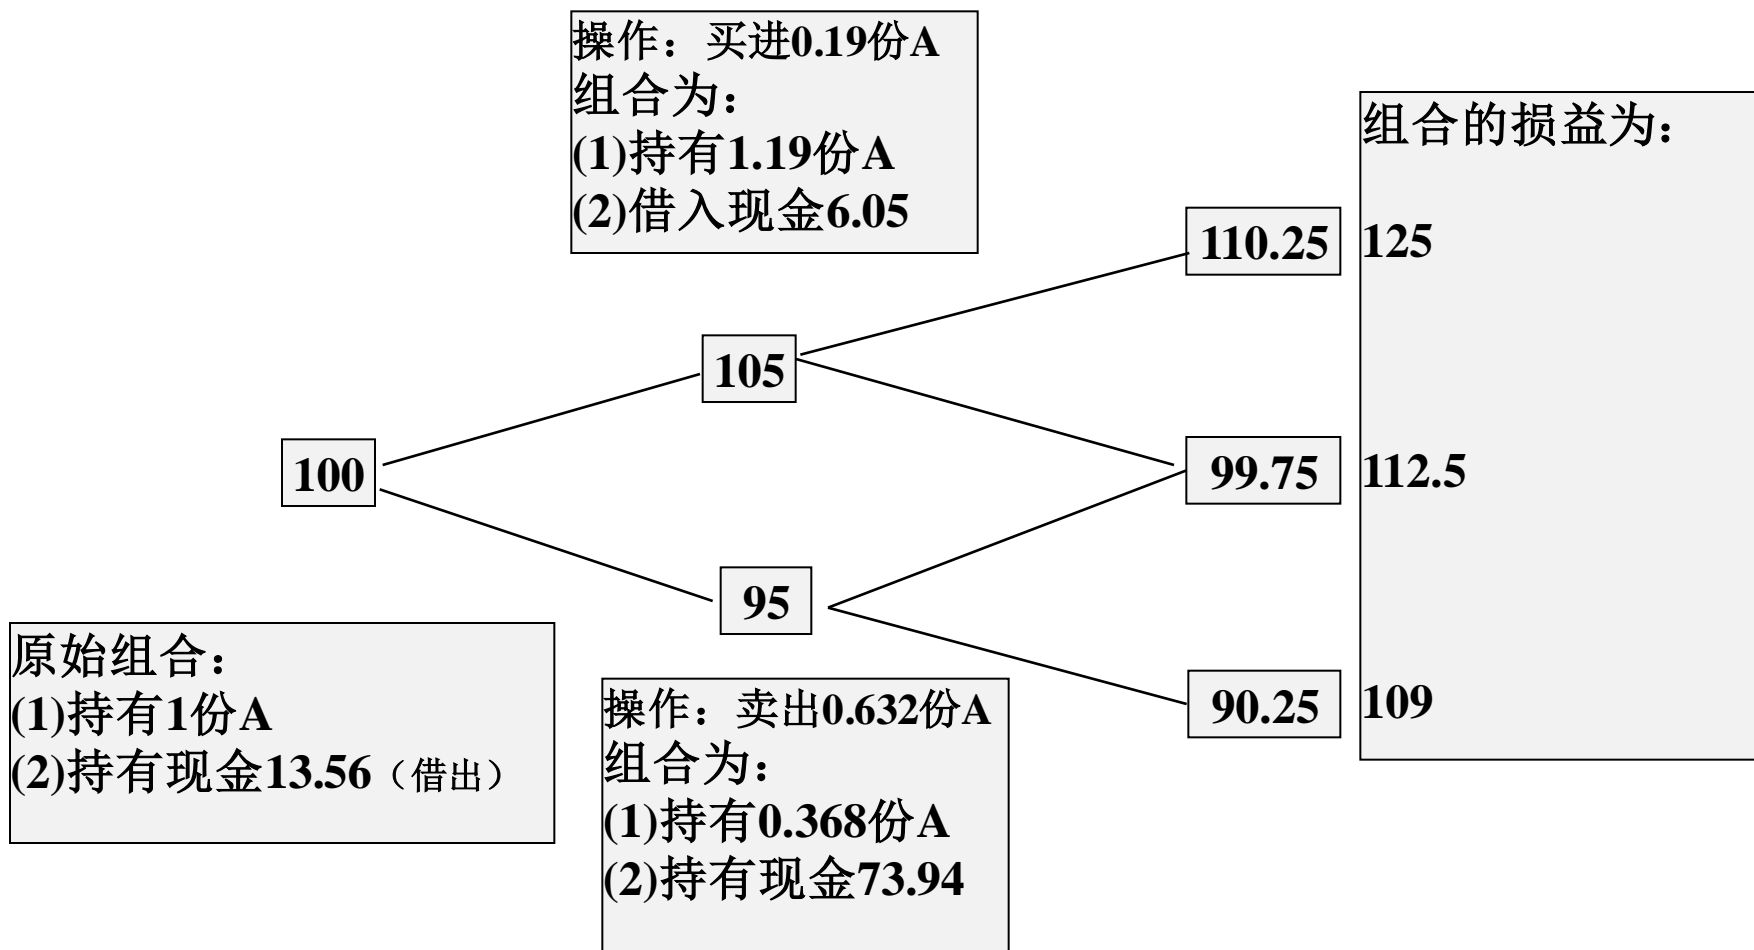 操作：买进0.19份A
组合为：
(1)持有1.19份A
(2)借入现金6.05
组合的损益为：
110.25
125
105
100
99.75
112.5
95
90.25
109
原始组合：
(1)持有1份A
(2)持有现金13.56（借出）
操作：卖出0.632份A
组合为：
(1)持有0.368份A
(2)持有现金73.94